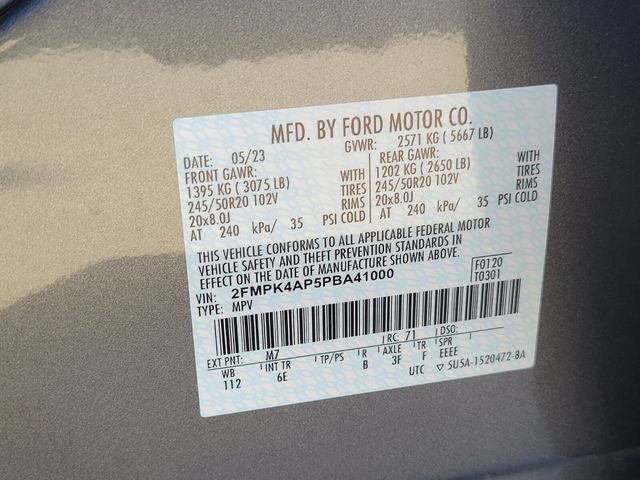 MFD. BY FORD MOTOR CO.
DATE: 05/23 GVWR: 2571 KG ( 5667 LB)
FRONT GAWR: REAR GAWR:
1395 KG ( 3075 LB) WITH 1202 KG ( 2650 LB) WITH
245/50R20 102V TIRES 245/50R20 102V TIRES
20x8.0J RIMS 20x8.0J RIMS
AT 240 kPa/ 35 PSI COLD AT 240 kPa/ 35 PSI COLD
THIS VEHICLE CONFORMS TO ALL APPLICABLE FEDERAL MOTOR
VEHICLE SAFETY AND THEFT PREVENTION STANDARDS IN
EFFECT ON THE DATE OF MANUFACTURE SHOWN ABOVE.
VIN: 2FMPK4AP5PBA41000 F0120
TYPE: MPV T0301
EXT PNT: M7 RC: 71 DSO:
WB INT TR TP/PS R AXLE TR SPR
112 6E B 3F F EEEE
UTC ▽ 5U5A-1520472-BA